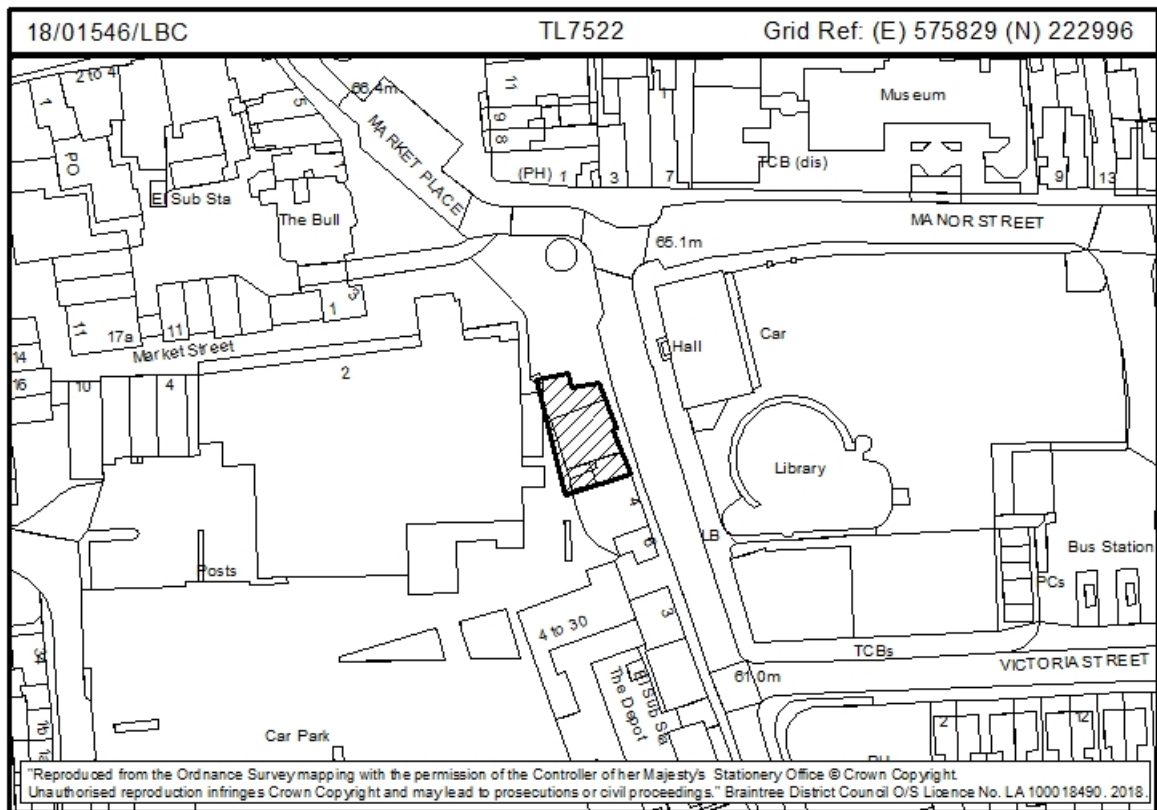 18/01546/LBC
TL7522
Grid Ref: (E) 575829 (N) 222996
2 to 4
1
PO
El Sub Sta
The Bull
5
66.4m
MARKET PLACE
11
9
8
(PH)
1
3
7
1
TCB (dis)
Museum
9
13
MANOR STREET
65.1m
11
17a
11
1
3
Market Street
14
16
10
4
2
Hall
Car
Library
4
6
LB
Bus Station
PCs
Posts
4 to 30
3
TCBs
VICTORIA STREET
61.0m
El Sub Sta
The Depot
34
Car Park
2
12
"Reproduced from the Ordnance Survey mapping with the permission of the Controller of her Majesty's Stationery Office © Crown Copyright.
Unauthorised reproduction infringes Crown Copyright and may lead to prosecutions or civil proceedings." Braintree District Council O/S Licence No. LA 100018490. 2018.